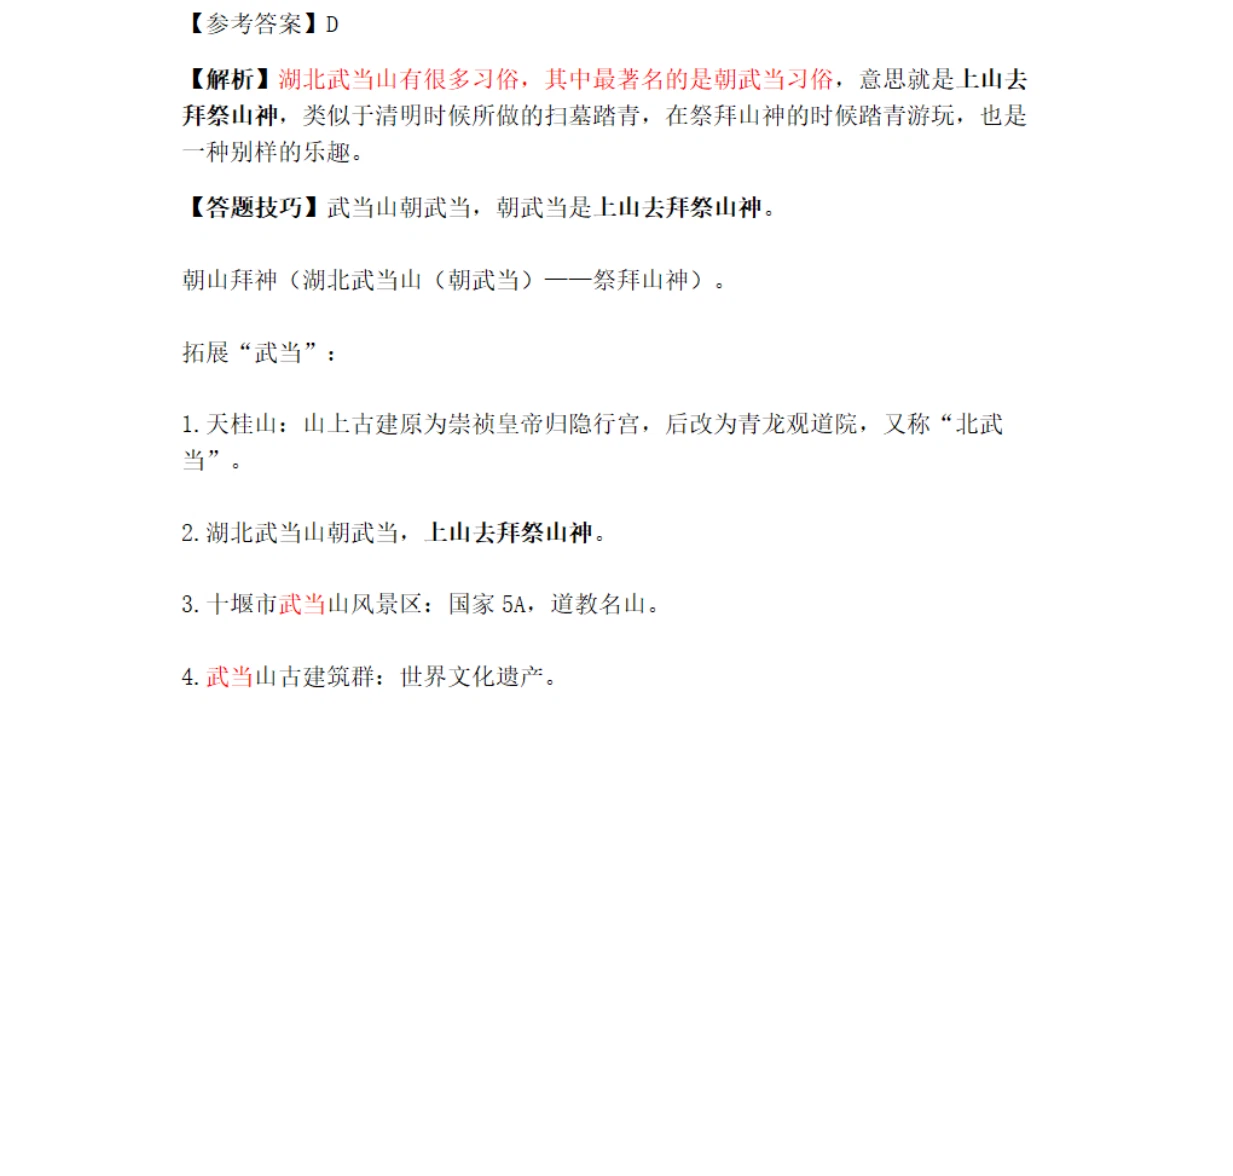 【参考答案】D
【解析】湖北武当山有很多习俗，其中最著名的是朝武当习俗，意思就是上山去
拜祭山神，类似于清明时候所做的扫墓踏青，在祭拜山神的时候踏青游玩，也是
一种别样的乐趣。
【答题技巧】武当山朝武当，朝武当是上山去拜祭山神。
朝山拜神（湖北武当山（朝武当）——祭拜山神）。
拓展“武当”：
1.天桂山：山上古建原为崇祯皇帝归隐行宫，后改为青龙观道院，又称“北武
当”。
2.湖北武当山朝武当，上山去拜祭山神。
3.十堰市武当山风景区：国家 5A，道教名山。
4.武当山古建筑群：世界文化遗产。